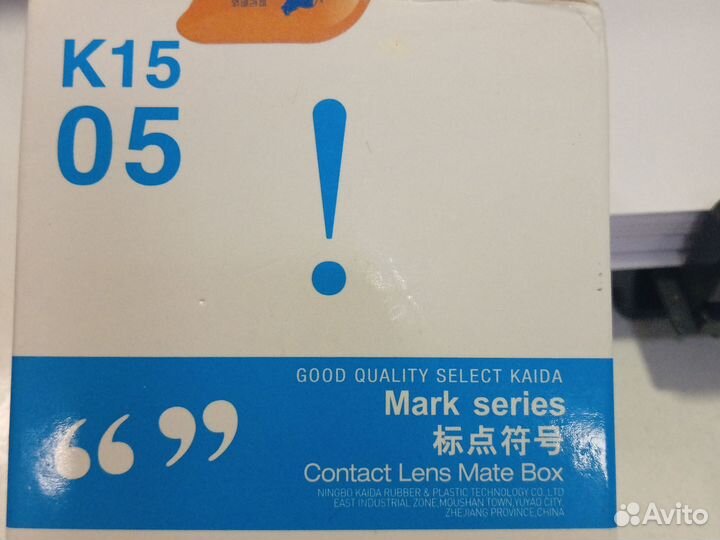 K15
05
!
GOOD QUALITY SELECT KAIDA
Mark series
“ ”
标点符号
Contact Lens Mate Box
NINGBO KAIDA RUBBER & PLASTIC TECHNOLOGY CO. LTD
EAST INDUSTRIAL ZONE,MOUSHAN TOWN,YUYAO CITY,
ZHEJIANG PROVINCE,CHINA
Avito